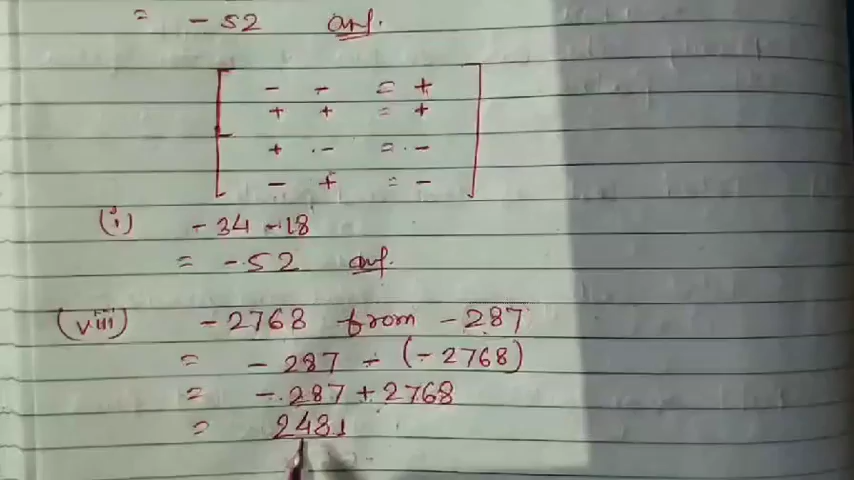 = - 52 ans.
- - = +
+ + = +
+ - = -
- + = -
(i) - 34 - 18
= - 52 ans.
(viii) - 2768 from - 287
= - 287 - (- 2768)
= - 287 + 2768
= 2481